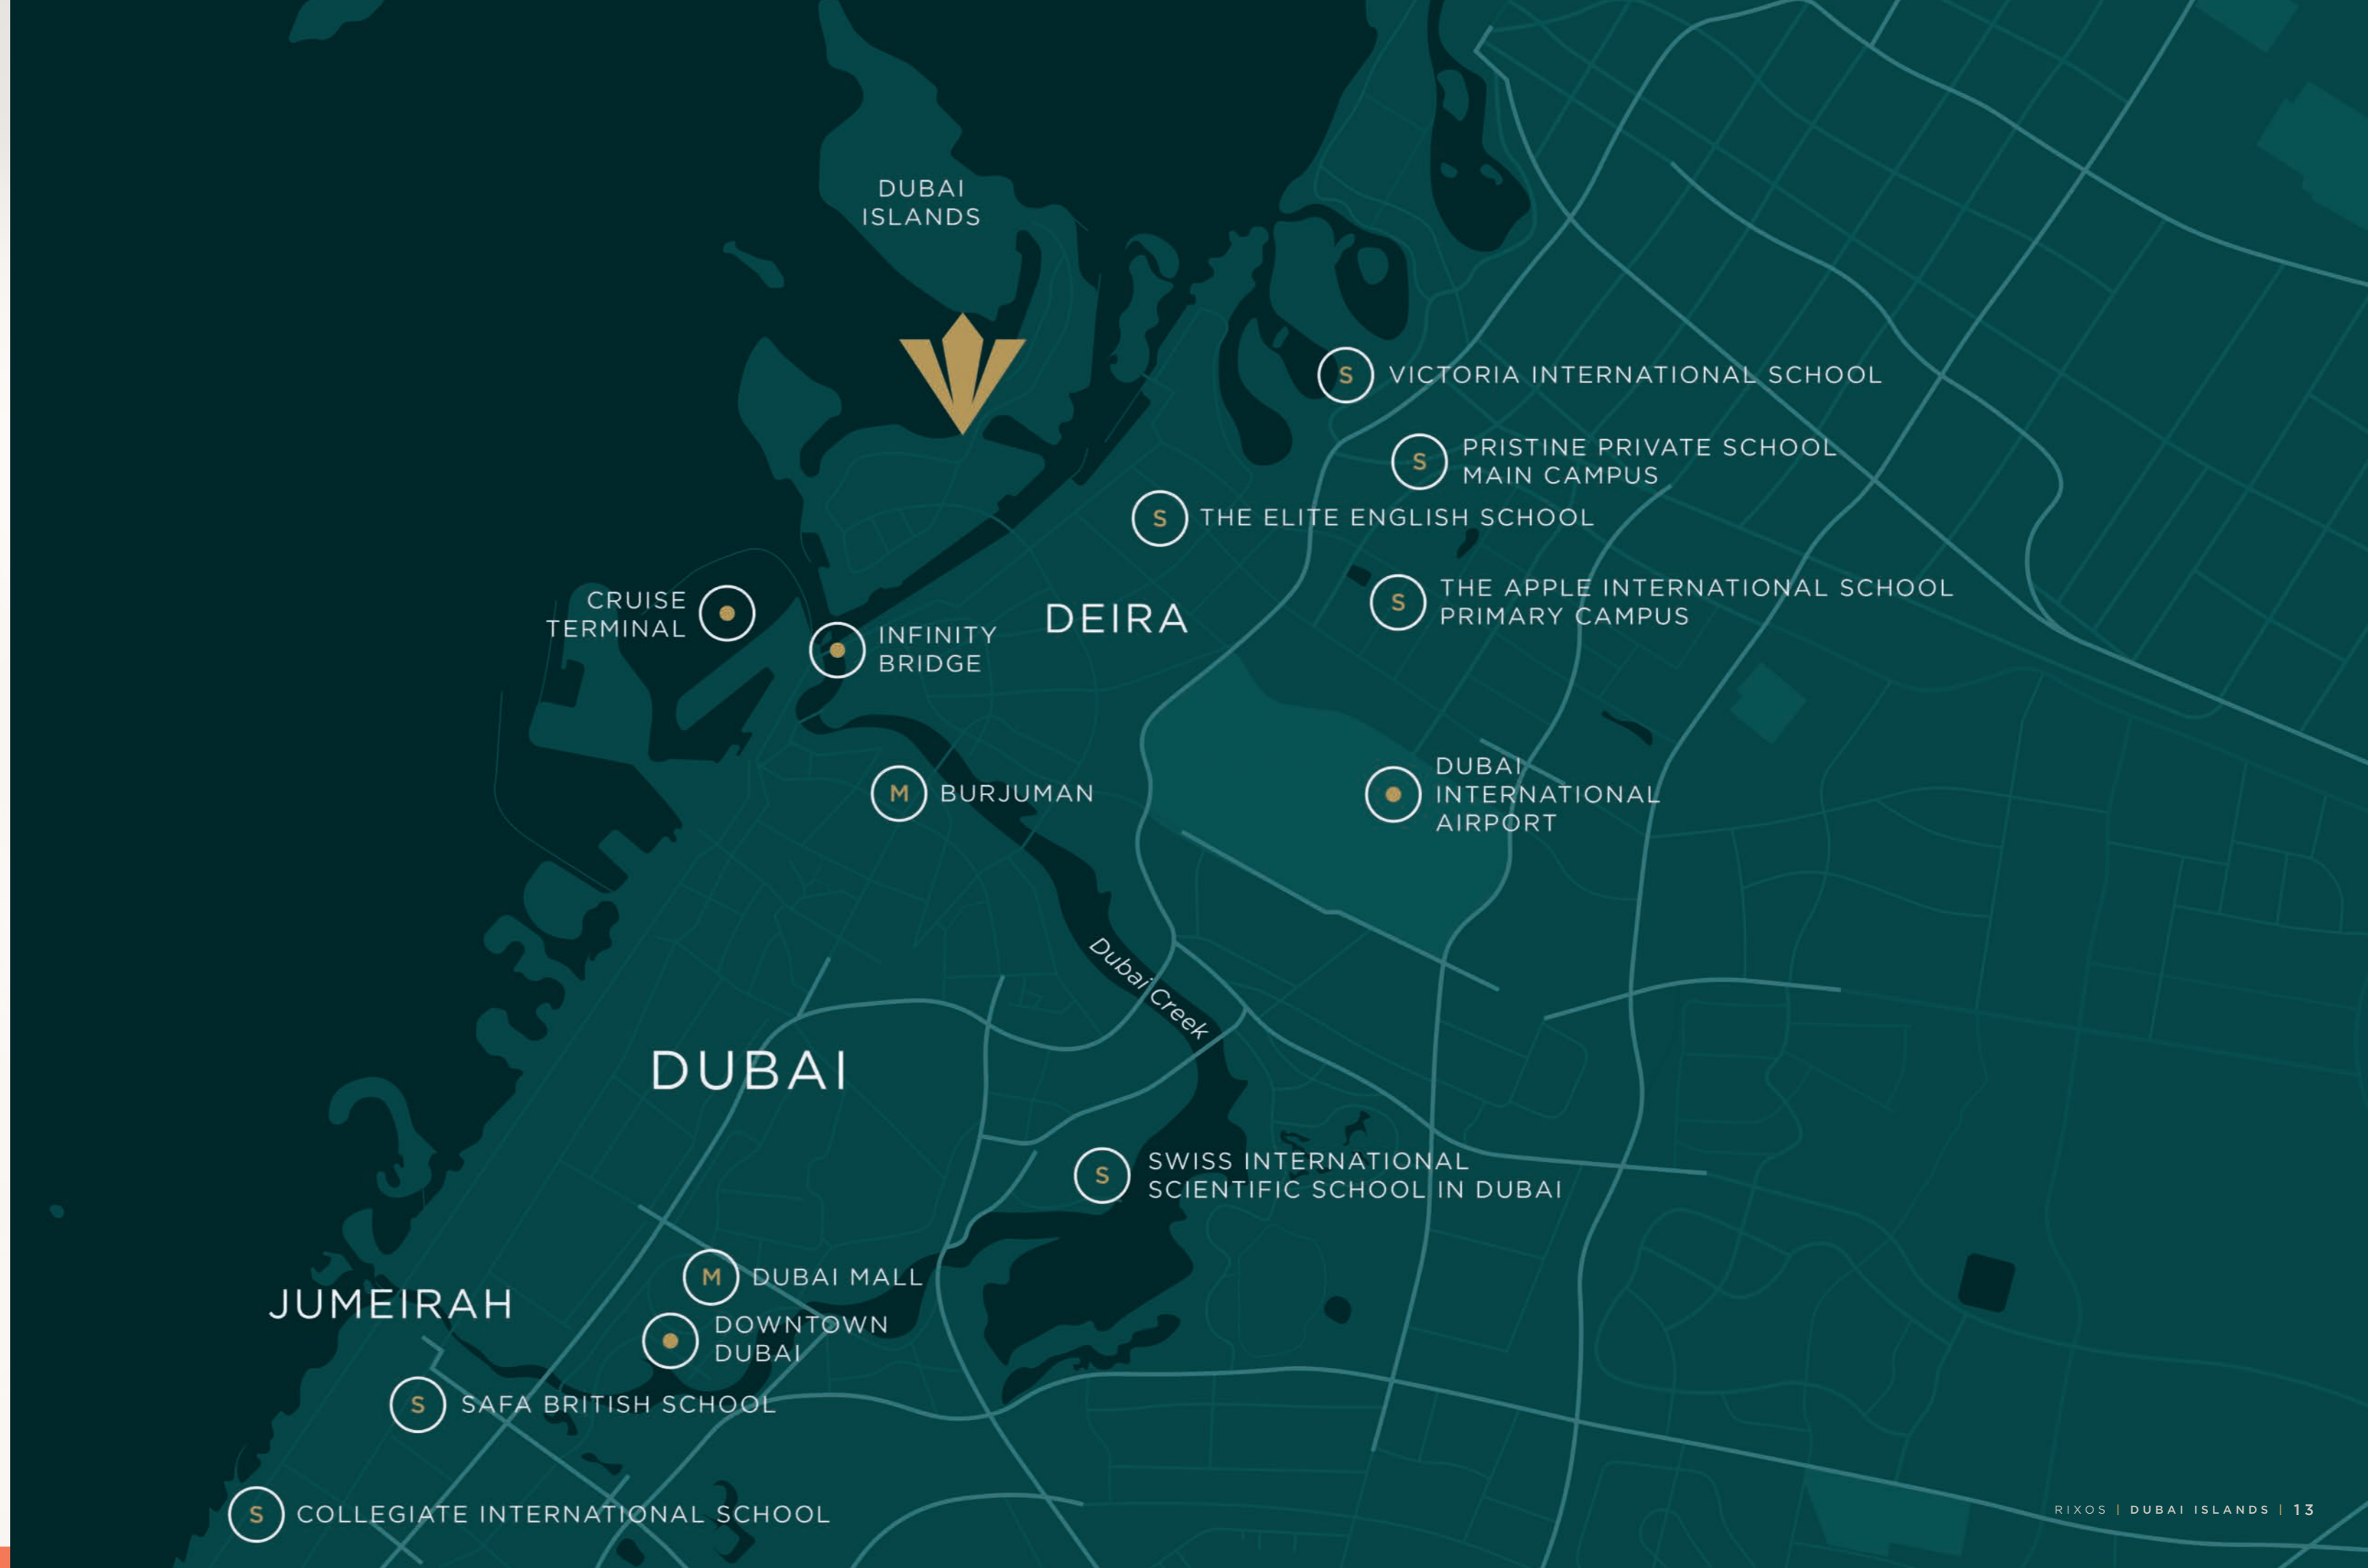 DUBAI
ISLANDS
S VICTORIA INTERNATIONAL SCHOOL
S PRISTINE PRIVATE SCHOOL
MAIN CAMPUS
S THE ELITE ENGLISH SCHOOL
S THE APPLE INTERNATIONAL SCHOOL
PRIMARY CAMPUS
CRUISE
TERMINAL
DEIRA
INFINITY
BRIDGE
M BURJUMAN
DUBAI
INTERNATIONAL
AIRPORT
Dubai Creek
DUBAI
S SWISS INTERNATIONAL
SCIENTIFIC SCHOOL IN DUBAI
M DUBAI MALL
JUMEIRAH
DOWNTOWN
DUBAI
S SAFA BRITISH SCHOOL
S COLLEGIATE INTERNATIONAL SCHOOL
RIXOS | DUBAI ISLANDS | 13